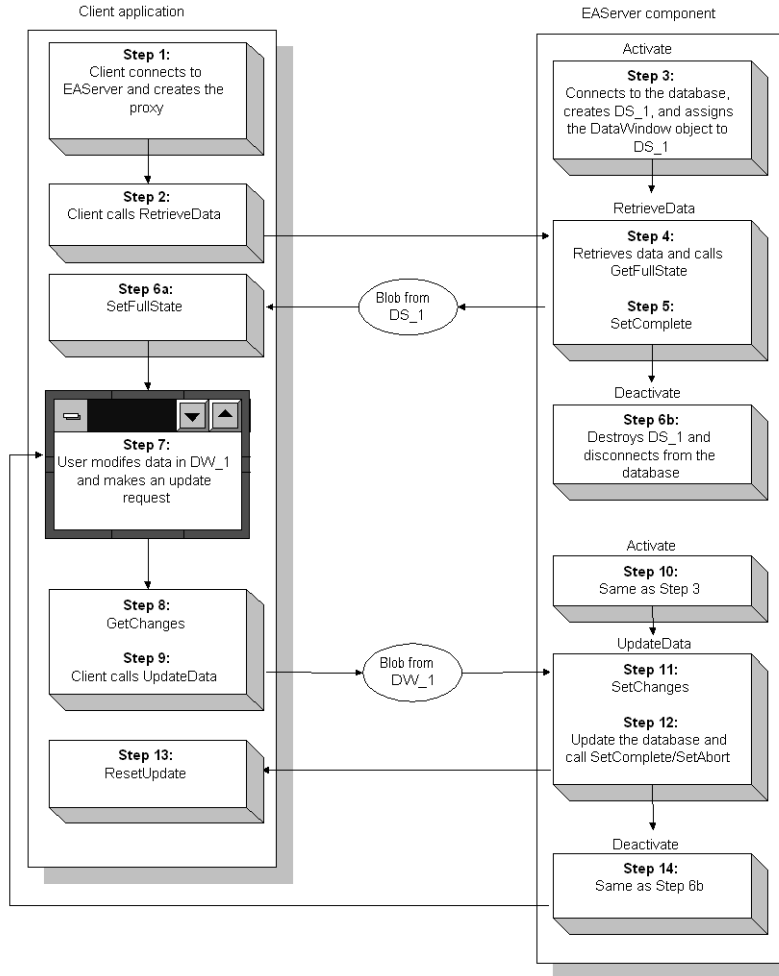 Client application
Step 1:
Client connects to
EAServer and creates the
proxy
Step 2:
Client calls RetrieveData
Step 6a:
SetFullState
Step 7:
User modifes data in DW_1
and makes an update
request
Step 8:
GetChanges
Step 9:
Client calls UpdateData
Step 13:
ResetUpdate
Blob from
DS_1
Blob from
DW_1
EAServer component
Activate
Step 3:
Connects to the database,
creates DS_1, and assigns
the DataWindow object to
DS_1
RetrieveData
Step 4:
Retrieves data and calls
GetFullState
Step 5:
SetComplete
Deactivate
Step 6b:
Destroys DS_1 and
disconnects from the
database
Activate
Step 10:
Same as Step 3
UpdateData
Step 11:
SetChanges
Step 12:
Update the database and
call SetComplete/SetAbort
Deactivate
Step 14:
Same as Step 6b